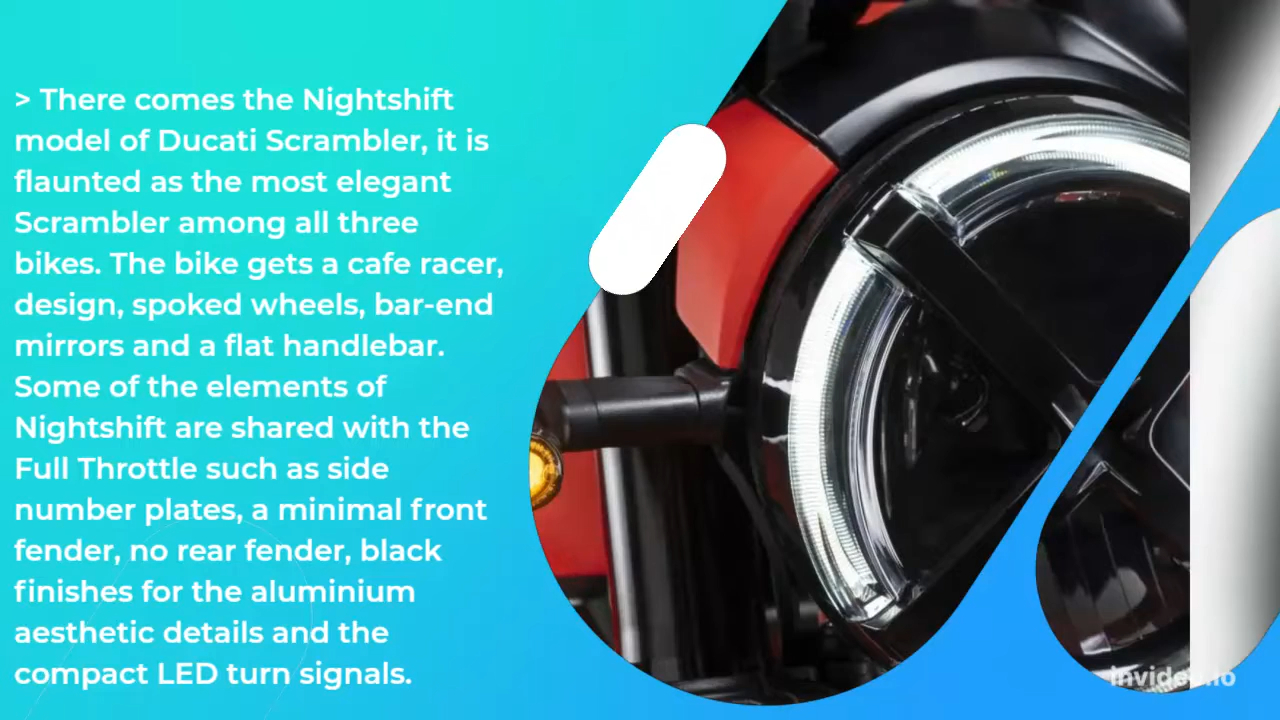 > There comes the Nightshift
model of Ducati Scrambler, it is
flaunted as the most elegant
Scrambler among all three
bikes. The bike gets a cafe racer,
design, spoked wheels, bar-end
mirrors and a flat handlebar.
Some of the elements of
Nightshift are shared with the
Full Throttle such as side
number plates, a minimal front
fender, no rear fender, black
finishes for the aluminium
aesthetic details and the
compact LED turn signals.
invideo.io